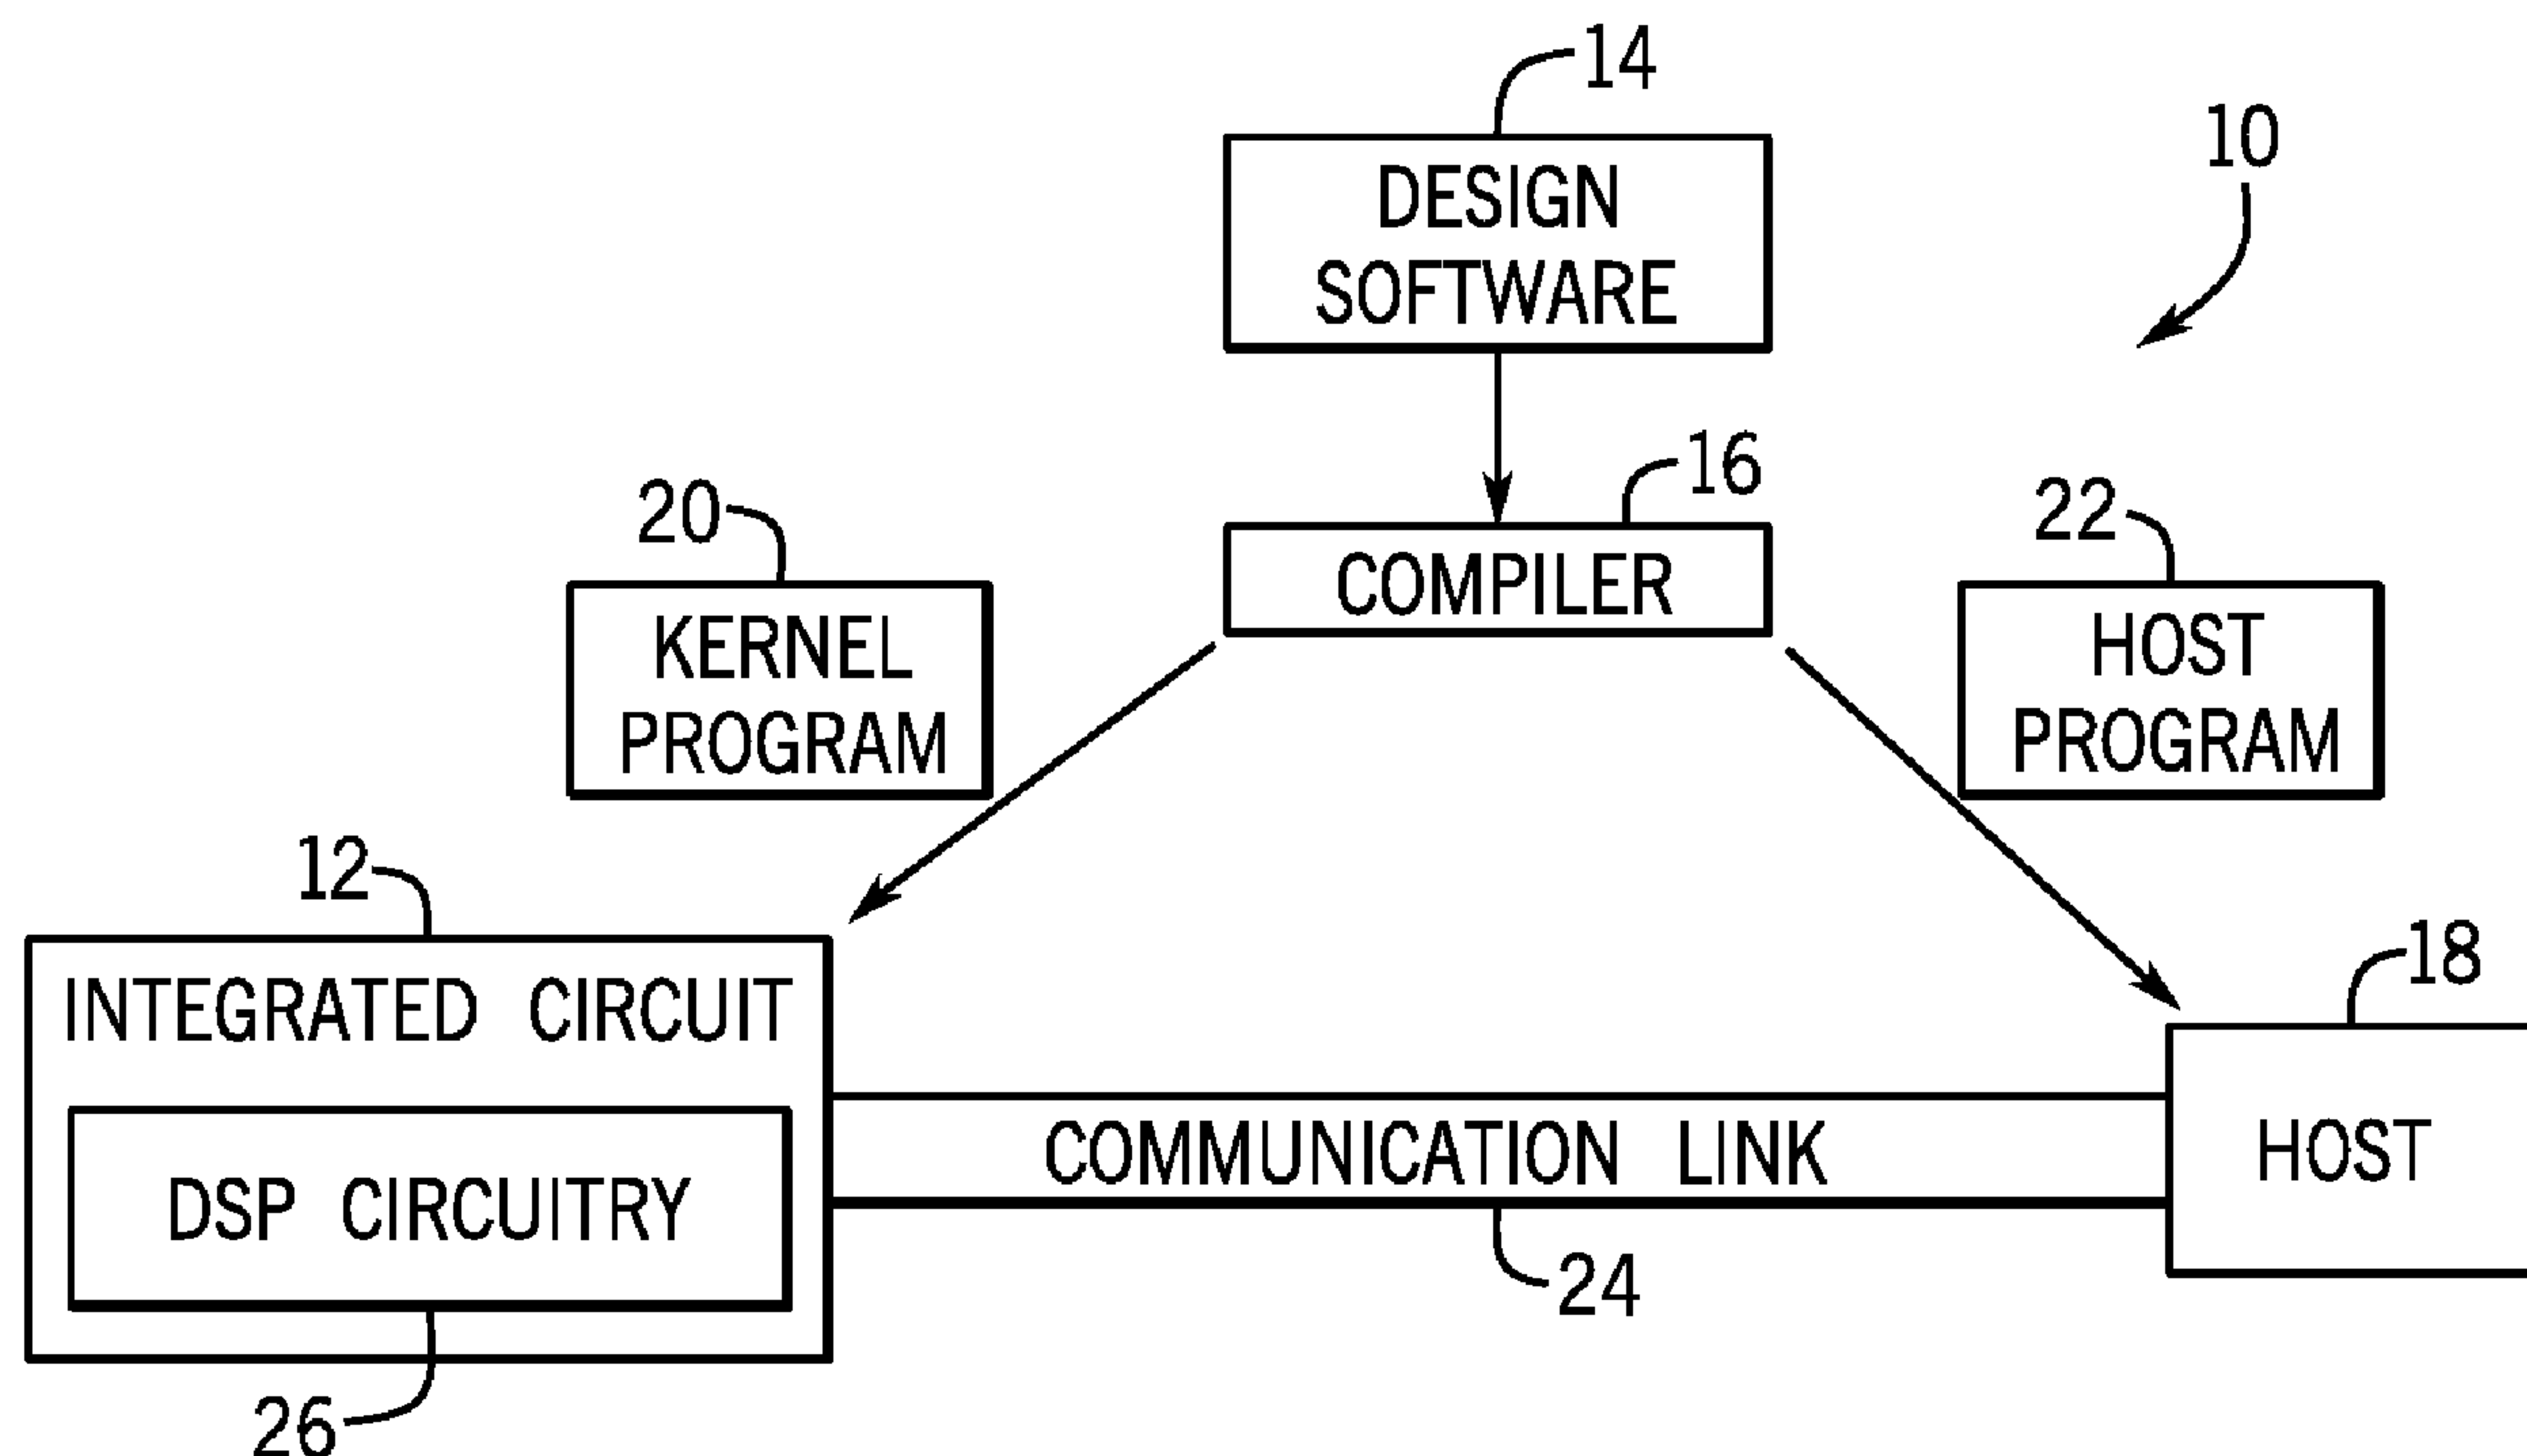 14
10
DESIGN
SOFTWARE
16
20
22
COMPILER
KERNEL
PROGRAM
HOST
PROGRAM
12
18
INTEGRATED CIRCUIT
COMMUNICATION LINK
HOST
DSP CIRCUITRY
24
26